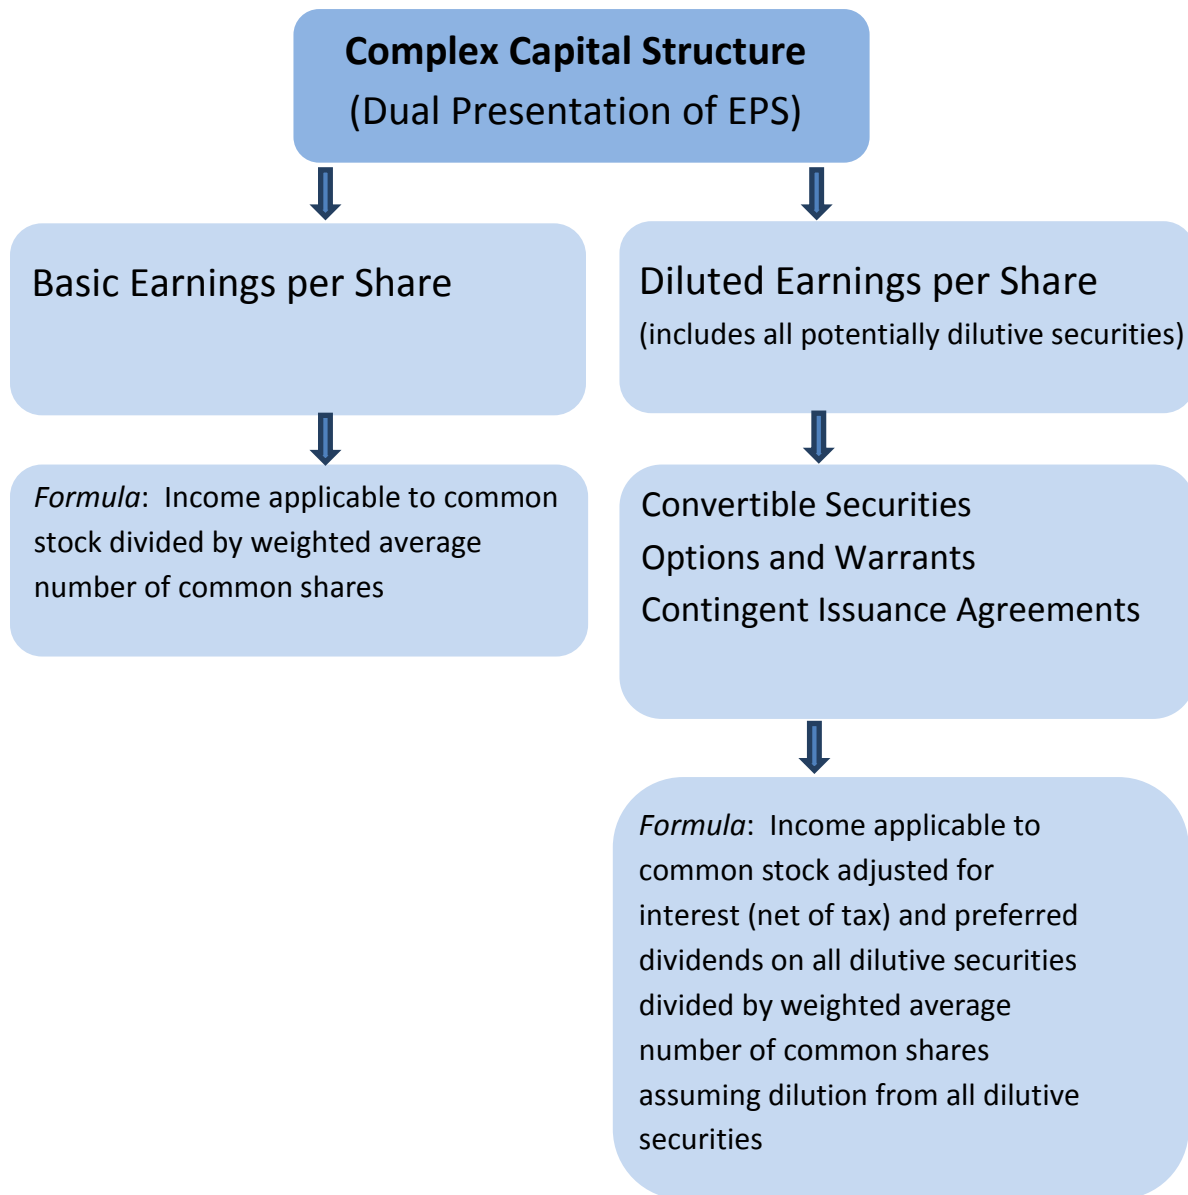 Complex Capital Structure
(Dual Presentation of EPS)
Basic Earnings per Share
Diluted Earnings per Share
(includes all potentially dilutive securities)
Formula:  Income applicable to common
stock divided by weighted average
number of common shares
Convertible Securities
Options and Warrants
Contingent Issuance Agreements
Formula:  Income applicable to
common stock adjusted for
interest (net of tax) and preferred
dividends on all dilutive securities
divided by weighted average
number of common shares
assuming dilution from all dilutive
securities